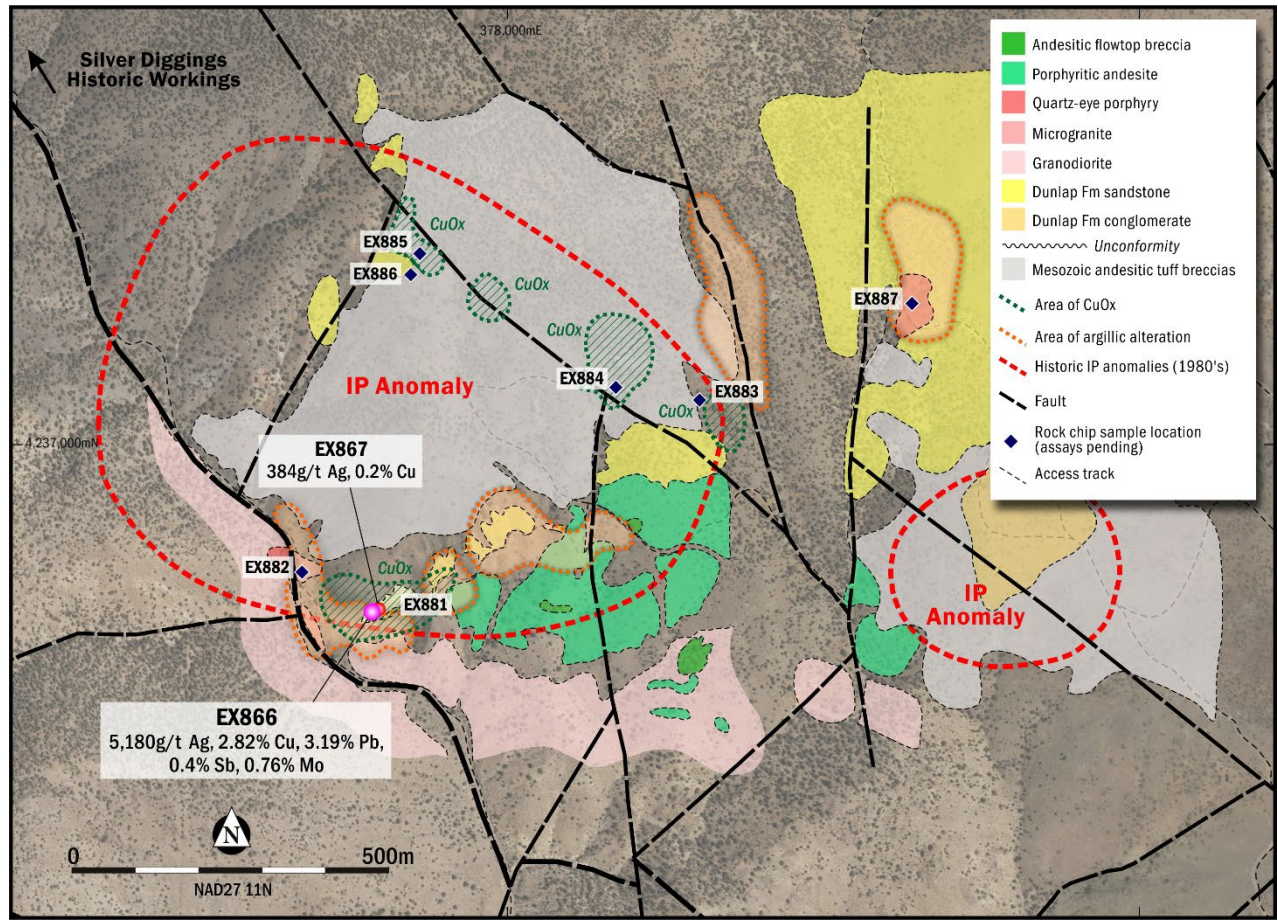 378,000mE
Silver Diggings
Historic Workings
Andesitic flowtop breccia
Porphyritic andesite
Quartz-eye porphyry
Microgranite
Granodiorite
Dunlap Fm sandstone
Dunlap Fm conglomerate
Unconformity
Mesozoic andesitic tuff breccias
Area of CuOx
Area of argillic alteration
Historic IP anomalies (1980's)
Fault
Rock chip sample location
(assays pending)
Access track
CuOx
EX885
EX886
CuOx
EX887
CuOx
IP Anomaly
EX884
EX883
CuOx
4,237,000mN
EX867
384g/t Ag, 0.2% Cu
EX882
CuOx
EX881
IP
Anomaly
EX866
5,180g/t Ag, 2.82% Cu, 3.19% Pb,
0.4% Sb, 0.76% Mo
N
0
500m
NAD27 11N